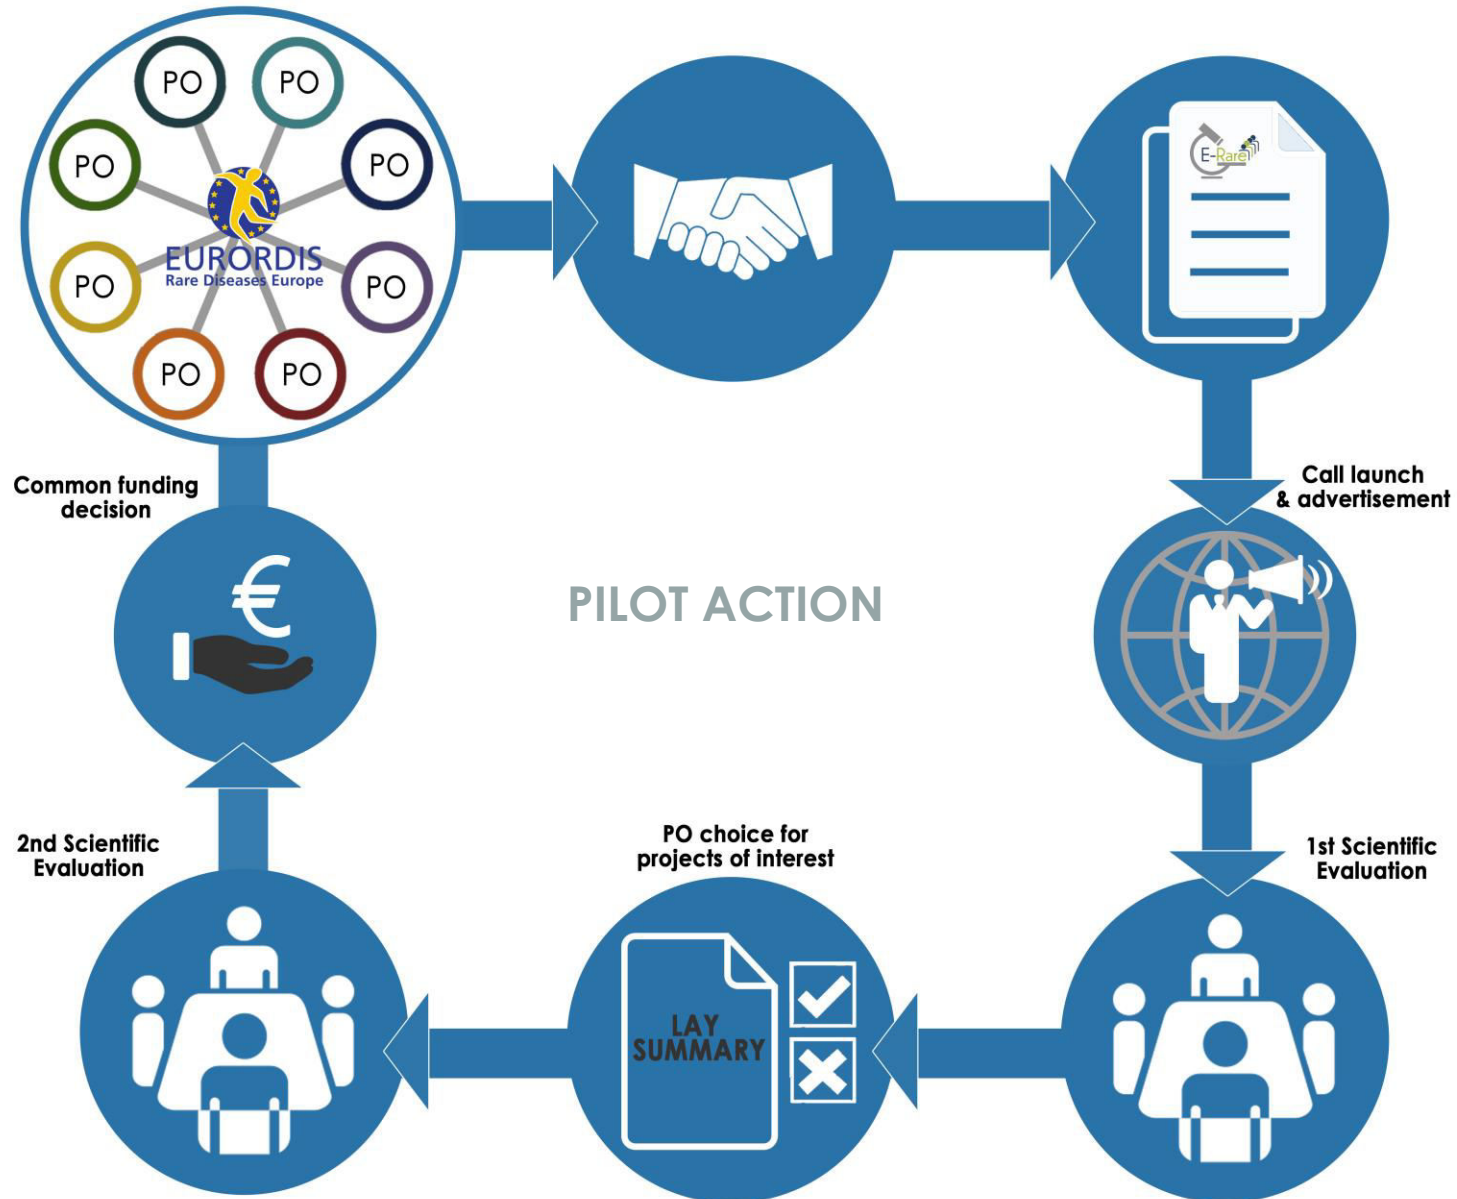 PO
PO
PO
PO
EURORDIS
Rare Diseases Europe
PO
PO
PO
PO
E-Rare
Common funding
decision
Call launch
& advertisement
€
PILOT ACTION
2nd Scientific
Evaluation
PO choice for
projects of interest
1st Scientific
Evaluation
LAY
SUMMARY